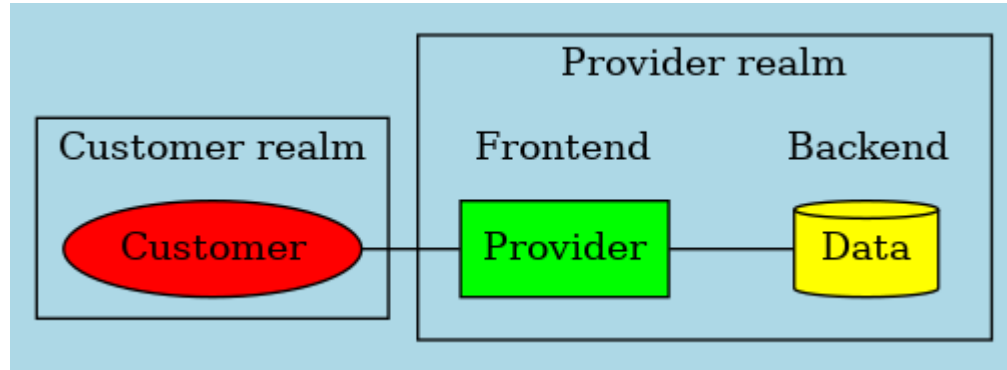 Provider realm
Customer realm
Frontend
Backend
Customer
Provider
Data